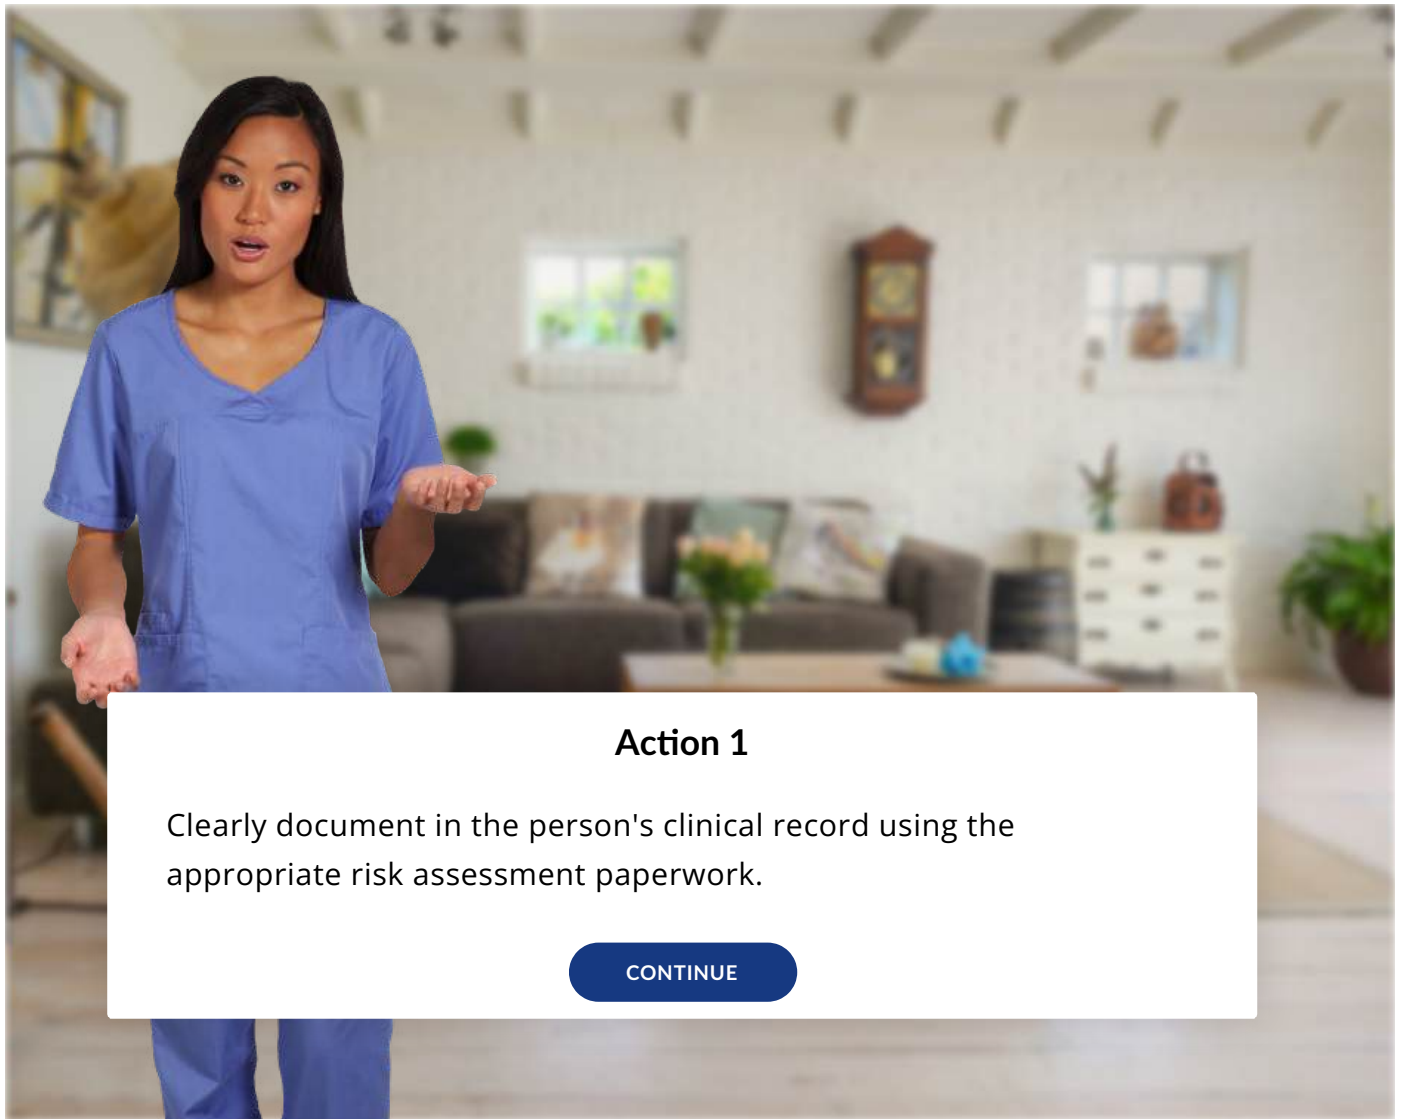 Action 1
Clearly document in the person's clinical record using the
appropriate risk assessment paperwork.
CONTINUE